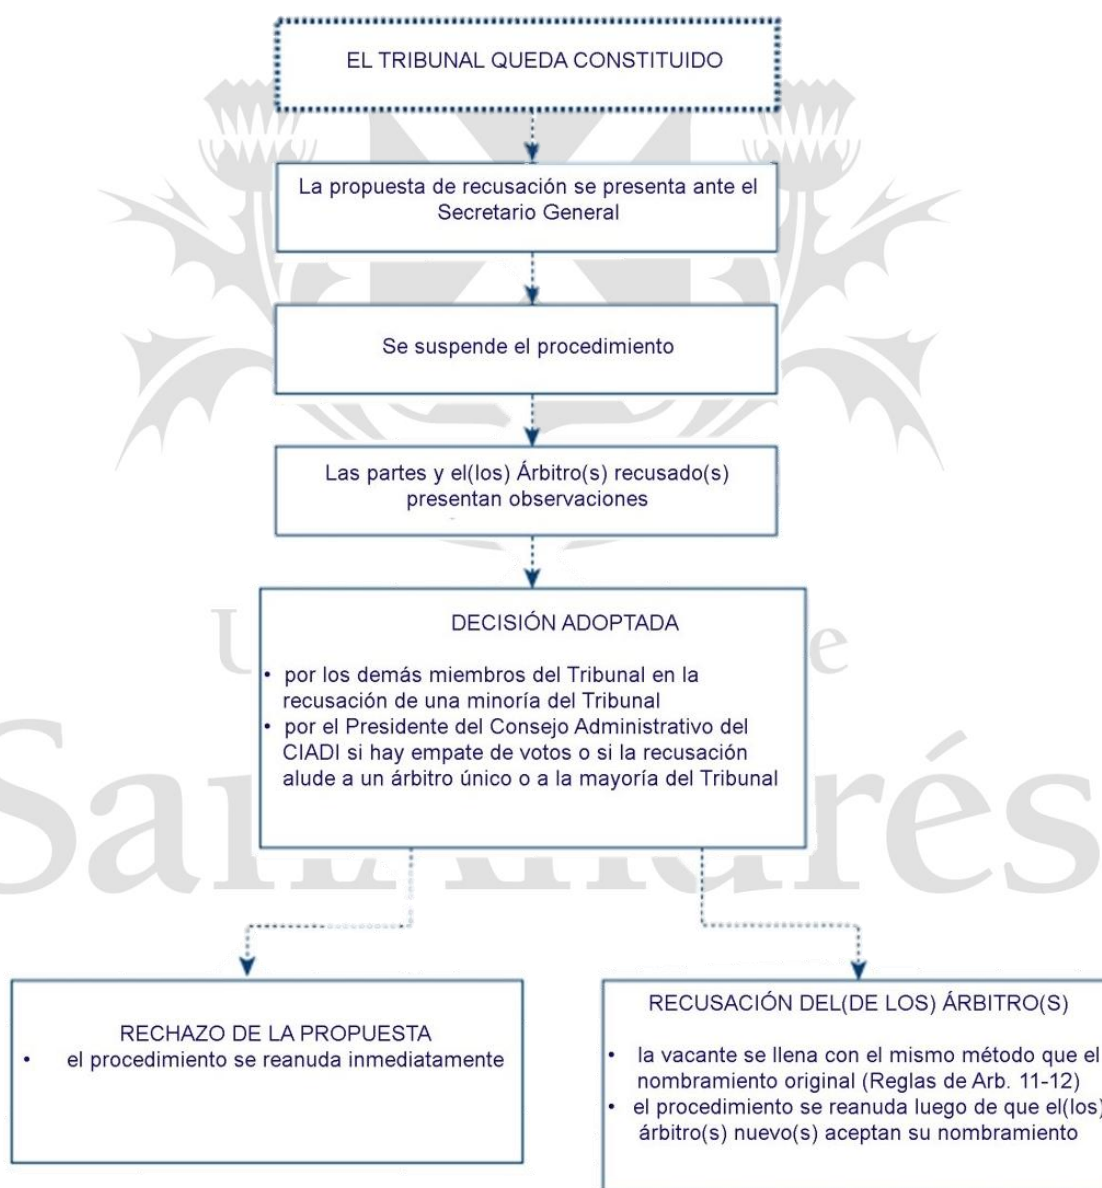 EL TRIBUNAL QUEDA CONSTITUIDO
La propuesta de recusación se presenta ante el
Secretario General
Se suspende el procedimiento
Las partes y el(los) Árbitro(s) recusado(s)
presentan observaciones
DECISIÓN ADOPTADA
• por los demás miembros del Tribunal en la
recusación de una minoría del Tribunal
• por el Presidente del Consejo Administrativo del
CIADI si hay empate de votos o si la recusación
alude a un árbitro único o a la mayoría del Tribunal
San Andrés
RECHAZO DE LA PROPUESTA
• el procedimiento se reanuda inmediatamente
RECUSACIÓN DEL(DE LOS) ÁRBITRO(S)
• la vacante se llena con el mismo método que el
nombramiento original (Reglas de Arb. 11-12)
• el procedimiento se reanuda luego de que el(los)
árbitro(s) nuevo(s) aceptan su nombramiento